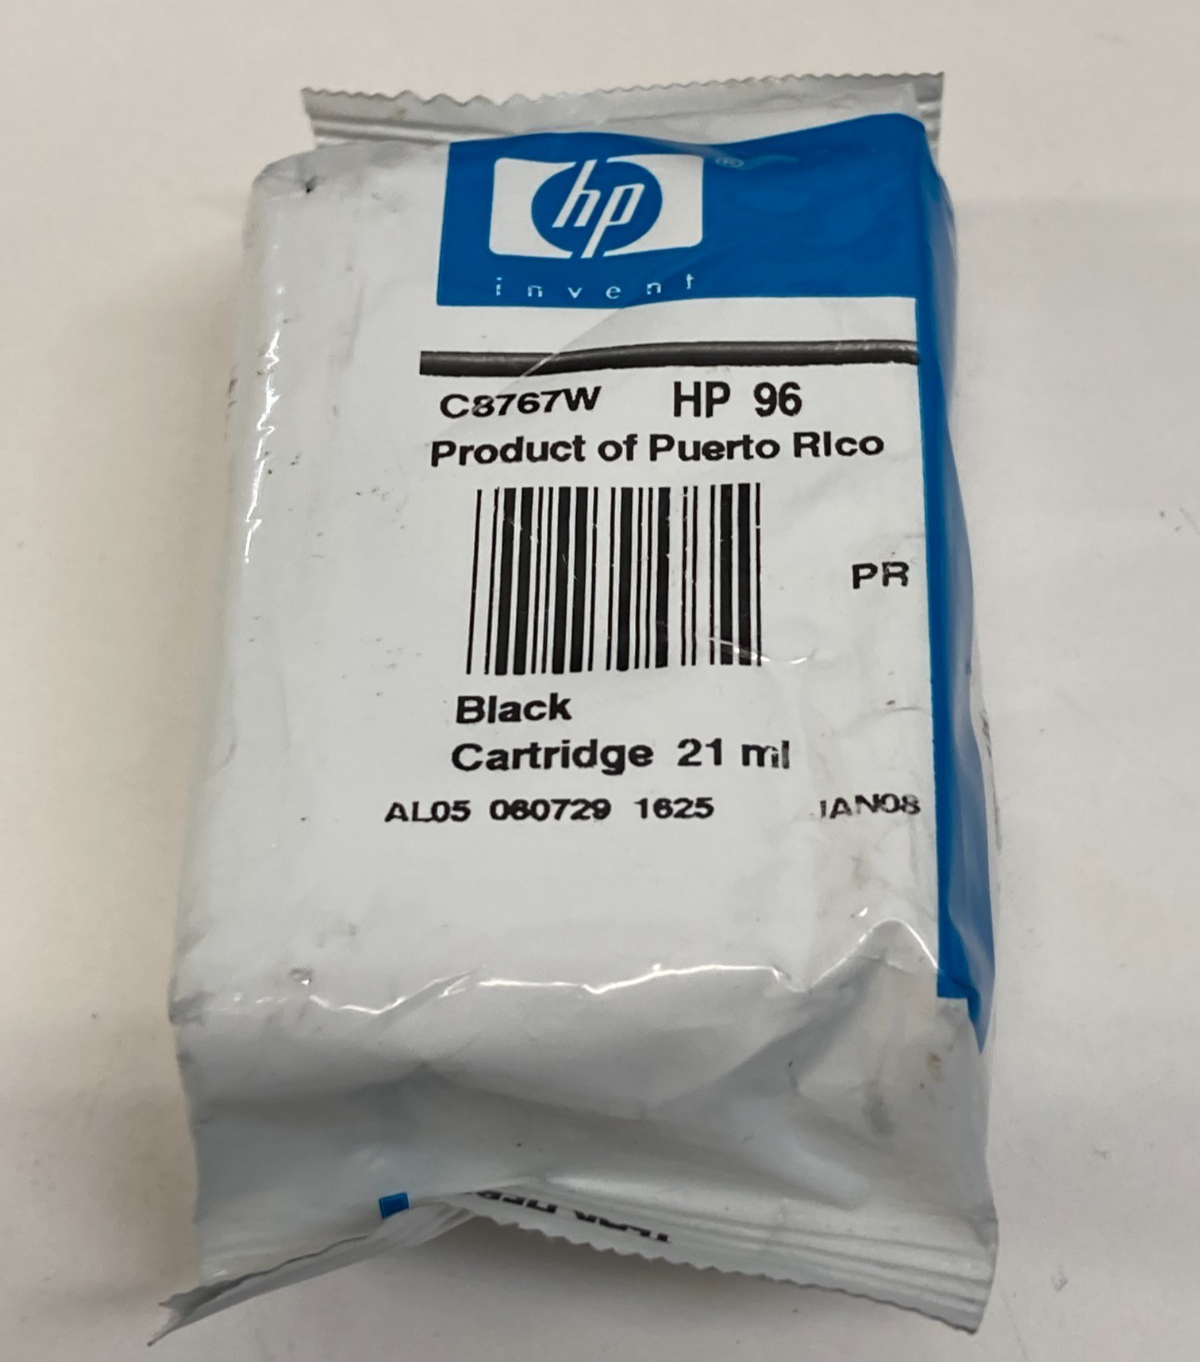 hp
®
invent
C8767W HP 96
Product of Puerto Rico
PR
Black
Cartridge 21 ml
AL05 060729 1625 JAN08